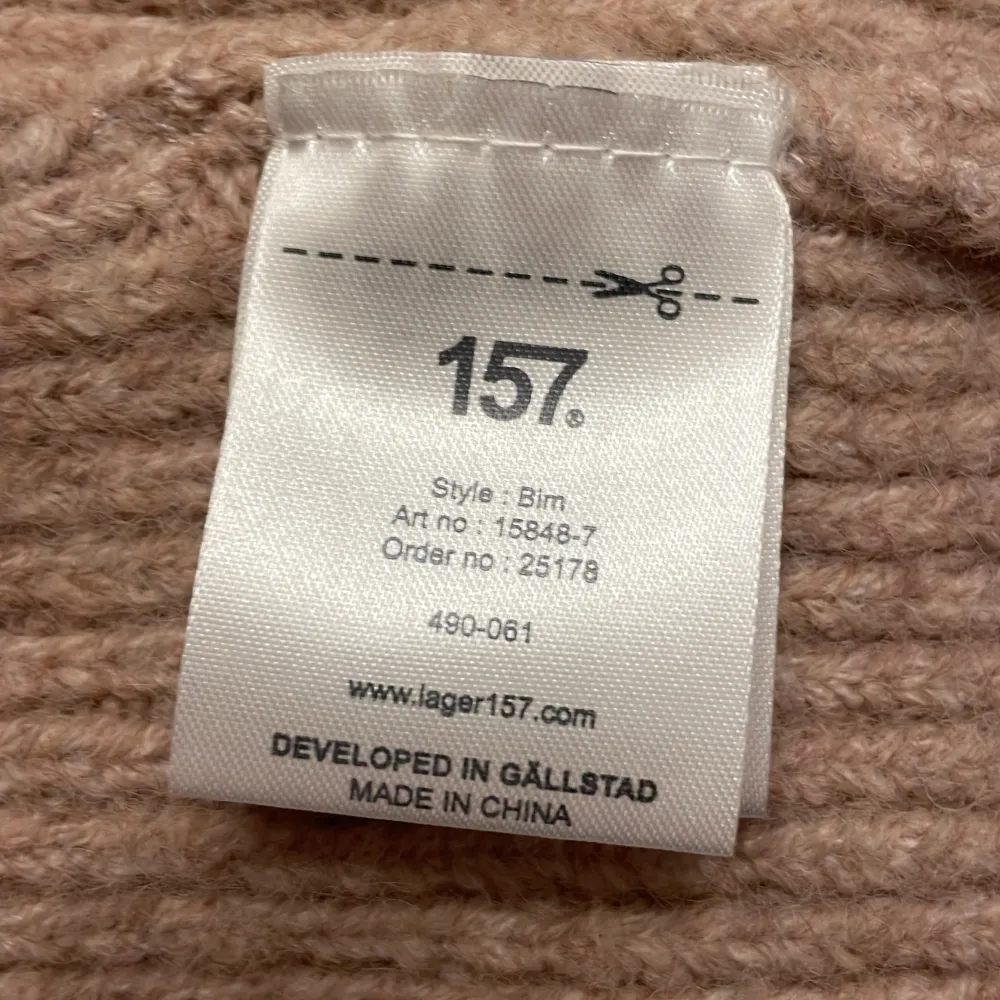 157®
Style : Bim
Art no : 15848-7
Order no : 25178
490-061
www.lager157.com
DEVELOPED IN GÄLLSTAD
MADE IN CHINA